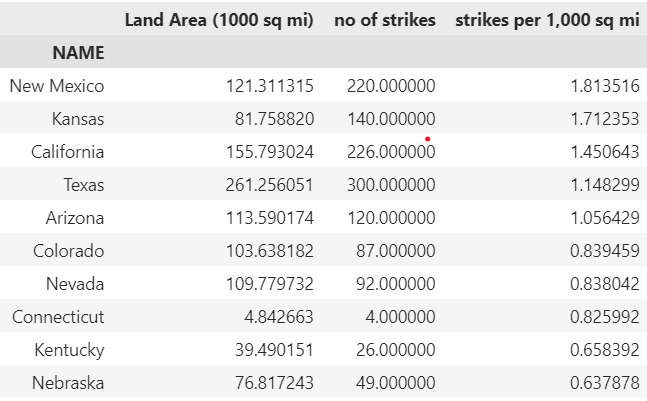 Land Area (1000 sq mi) no of strikes strikes per 1,000 sq mi
NAME
New Mexico 121.311315 220.000000 1.813516
Kansas 81.758820 140.000000 1.712353
California 155.793024 226.000000 1.450643
Texas 261.256051 300.000000 1.148299
Arizona 113.590174 120.000000 1.056429
Colorado 103.638182 87.000000 0.839459
Nevada 109.779732 92.000000 0.838042
Connecticut 4.842663 4.000000 0.825992
Kentucky 39.490151 26.000000 0.658392
Nebraska 76.817243 49.000000 0.637878